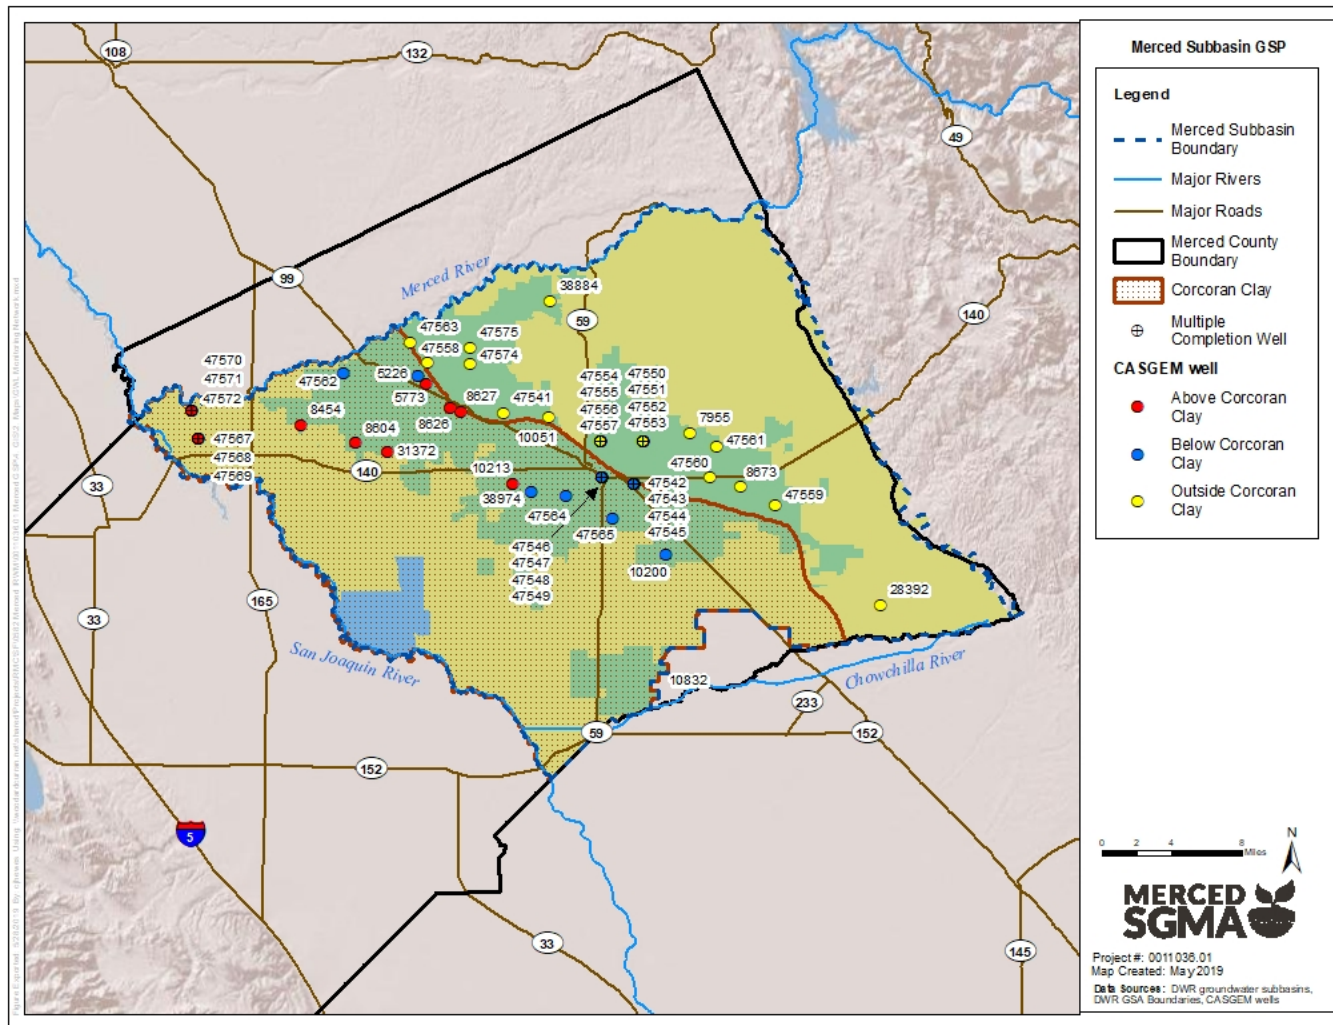 108
132
49
99
Merced River
59
140
38884
47563
47575
47558
47574
47570
47571
47572
47562
5226
5773
8627
8626
47541
10051
47554
47555
47556
47557
47550
47551
47552
47553
7955
47561
8454
8604
31372
47567
47568
47569
140
10213
38974
47564
47565
47560
8673
47559
47542
47543
47544
47545
47546
47547
47548
47549
10200
28392
33
33
165
San Joaquin River
10832
Chowchilla River
233
59
152
152
5
33
145
Merced Subbasin GSP
Legend
Merced Subbasin
Boundary
Major Rivers
Major Roads
Merced County
Boundary
Corcoran Clay
Multiple
Completion Well
CASGEM well
Above Corcoran
Clay
Below Corcoran
Clay
Outside Corcoran
Clay
N
0 2 4 8
Miles
MERCED
SGMA
Project #: 0011036.01
Map Created: May 2019
Data Sources: DWR groundwater subbasins,
DWR GSA Boundaries, CASGEM wells